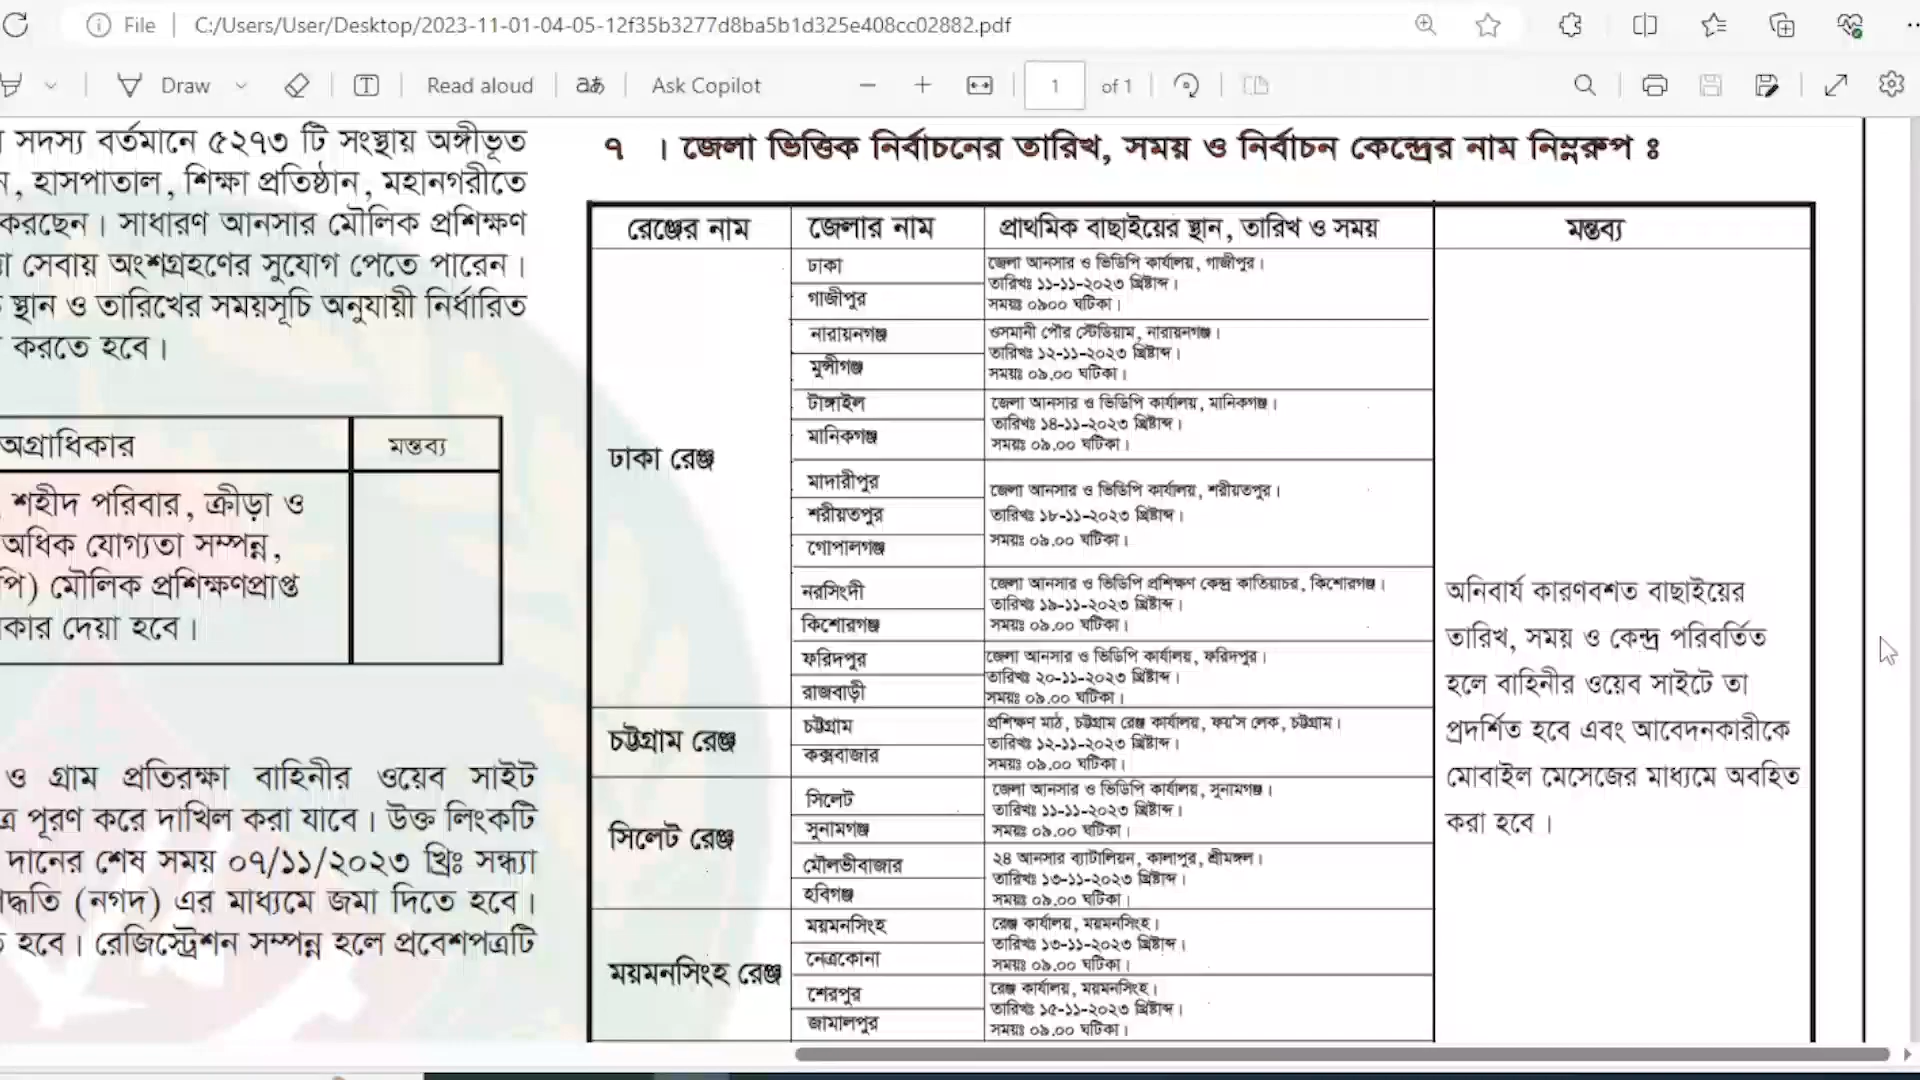 File
C:/Users/User/Desktop/2023-11-01-04-05-12f35b3277d8ba5b1d325e408cc02882.pdf
Draw
Read aloud
Ask Copilot
1
of 1
সদস্য বর্তমানে ৫২৭৩ টি সংস্থায় অঙ্গীভূত
ন, হাসপাতাল, শিক্ষা প্রতিষ্ঠান, মহানগরীতে
করছেন। সাধারণ আনসার মৌলিক প্রশিক্ষণ
সেবায় অংশগ্রহণের সুযোগ পেতে পারেন।
স্থান ও তারিখের সময়সূচি অনুযায়ী নির্ধারিত
করতে হবে।
অগ্রাধিকার
মন্তব্য
শহীদ পরিবার, ক্রীড়া ও
অধিক যোগ্যতা সম্পন্ন,
পি) মৌলিক প্রশিক্ষণপ্রাপ্ত
কার দেয়া হবে।
ও গ্রাম প্রতিরক্ষা বাহিনীর ওয়েব সাইট
ত্র পূরণ করে দাখিল করা যাবে। উক্ত লিংকটি
দানের শেষ সময় ০৭/১১/২০২৩ খ্রিঃ সন্ধ্যা
দ্ধতি (নগদ) এর মাধ্যমে জমা দিতে হবে।
হবে। রেজিস্ট্রেশন সম্পন্ন হলে প্রবেশপত্রটি
৭ । জেলা ভিত্তিক নির্বাচনের তারিখ, সময় ও নির্বাচন কেন্দ্রের নাম নিম্নরুপ ঃ
রেঞ্জের নাম
জেলার নাম
প্রাথমিক বাছাইয়ের স্থান, তারিখ ও সময়
মন্তব্য
ঢাকা রেঞ্জ
ঢাকা
গাজীপুর
জেলা আনসার ও ভিডিপি কার্যালয়, গাজীপুর।
তারিখঃ ১১-১১-২০২৩ খ্রিষ্টাব্দ।
সময়ঃ ০৯০০ ঘটিকা।
নারায়নগঞ্জ
মুন্সীগঞ্জ
ওসমানী পৌর স্টেডিয়াম, নারায়নগঞ্জ।
তারিখঃ ১২-১১-২০২৩ খ্রিষ্টাব্দ।
সময়ঃ ০৯.০০ ঘটিকা।
টাঙ্গাইল
মানিকগঞ্জ
জেলা আনসার ও ভিডিপি কার্যালয়, মানিকগঞ্জ।
তারিখঃ ১৪-১১-২০২৩ খ্রিষ্টাব্দ।
সময়ঃ ০৯.০০ ঘটিকা।
মাদারীপুর
শরীয়তপুর
গোপালগঞ্জ
জেলা আনসার ও ভিডিপি কার্যালয়, শরীয়তপুর।
তারিখঃ ১৮-১১-২০২৩ খ্রিষ্টাব্দ।
সময়ঃ ০৯.০০ ঘটিকা।
নরসিংদী
কিশোরগঞ্জ
জেলা আনসার ও ভিডিপি প্রশিক্ষণ কেন্দ্র কাতিয়াচর, কিশোরগঞ্জ।
তারিখঃ ১৯-১১-২০২৩ খ্রিষ্টাব্দ।
সময়ঃ ০৯.০০ ঘটিকা।
ফরিদপুর
রাজবাড়ী
জেলা আনসার ও ভিডিপি কার্যালয়, ফরিদপুর।
তারিখঃ ২০-১১-২০২৩ খ্রিষ্টাব্দ।
সময়ঃ ০৯.০০ ঘটিকা।
চট্টগ্রাম রেঞ্জ
চট্টগ্রাম
কক্সবাজার
প্রশিক্ষণ মাঠ, চট্টগ্রাম রেঞ্জ কার্যালয়, ফয়'স লেক, চট্টগ্রাম।
তারিখঃ ১২-১১-২০২৩ খ্রিষ্টাব্দ।
সময়ঃ ০৯.০০ ঘটিকা।
সিলেট রেঞ্জ
সিলেট
সুনামগঞ্জ
জেলা আনসার ও ভিডিপি কার্যালয়, সুনামগঞ্জ।
তারিখঃ ১১-১১-২০২৩ খ্রিষ্টাব্দ।
সময়ঃ ০৯.০০ ঘটিকা।
মৌলভীবাজার
হবিগঞ্জ
২৪ আনসার ব্যাটালিয়ন, কালাপুর, শ্রীমঙ্গল।
তারিখঃ ১৩-১১-২০২৩ খ্রিষ্টাব্দ।
সময়ঃ ০৯.০০ ঘটিকা।
ময়মনসিংহ রেঞ্জ
ময়মনসিংহ
নেত্রকোনা
রেঞ্জ কার্যালয়, ময়মনসিংহ।
তারিখঃ ১৩-১১-২০২৩ খ্রিষ্টাব্দ।
সময়ঃ ০৯.০০ ঘটিকা।
শেরপুর
জামালপুর
রেঞ্জ কার্যালয়, ময়মনসিংহ।
তারিখঃ ১৫-১১-২০২৩ খ্রিষ্টাব্দ।
সময়ঃ ০৯.০০ ঘটিকা।
অনিবার্য কারণবশত বাছাইয়ের
তারিখ, সময় ও কেন্দ্র পরিবর্তিত
হলে বাহিনীর ওয়েব সাইটে তা
প্রদর্শিত হবে এবং আবেদনকারীকে
মোবাইল মেসেজের মাধ্যমে অবহিত
করা হবে।